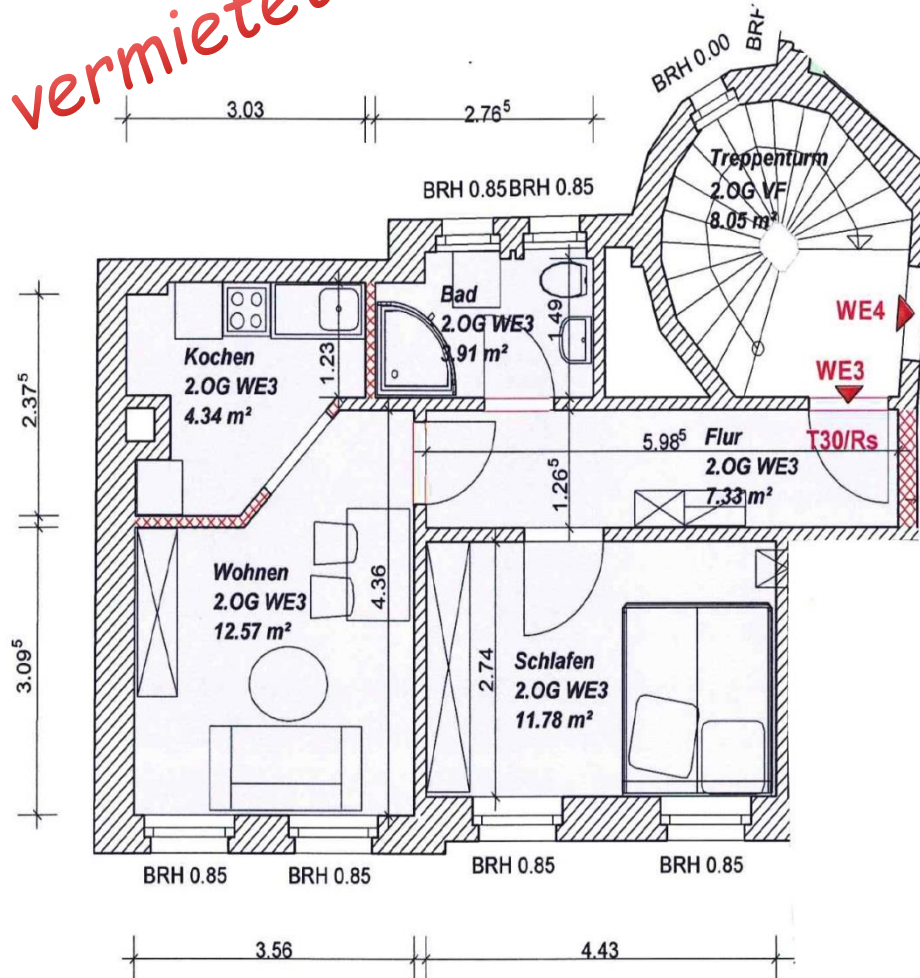 vermietet
BRH 0.00
BRH
3.03
2.76⁵
Treppenturm
2.OG VF
8.05 m²
BRH 0.85
BRH 0.85
Bad
2.OG WE3
3.91 m²
1.49
WE4
WE3
T30/Rs
Kochen
2.OG WE3
4.34 m²
1.23
2.37⁵
5.98⁵
Flur
2.OG WE3
7.33 m²
1.26⁵
Wohnen
2.OG WE3
12.57 m²
4.36
3.09⁵
2.74
Schlafen
2.OG WE3
11.78 m²
BRH 0.85
BRH 0.85
BRH 0.85
BRH 0.85
3.56
4.43